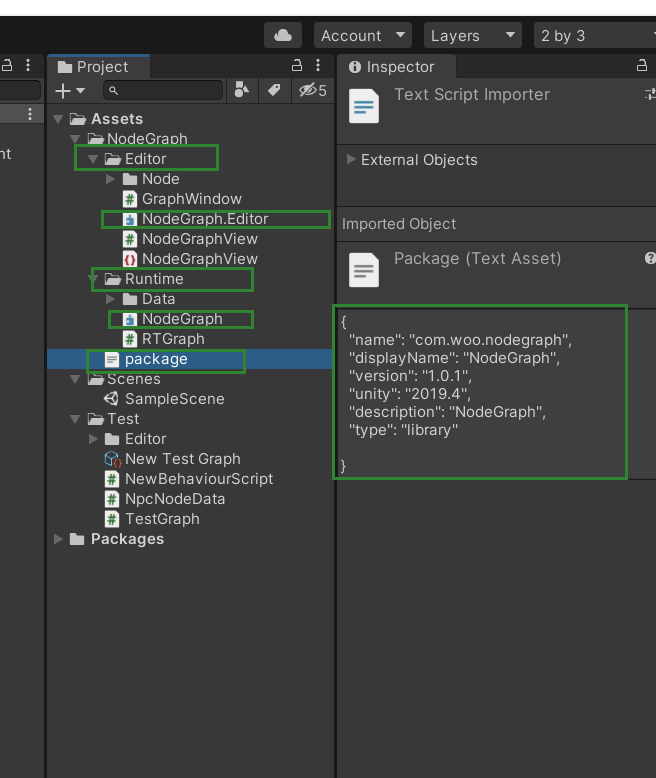 Account
Layers
2 by 3
Project
5
Assets
NodeGraph
Editor
Node
GraphWindow
NodeGraph.Editor
NodeGraphView
NodeGraphView
Runtime
Data
NodeGraph
RTGraph
package
Scenes
SampleScene
Test
Editor
New Test Graph
NewBehaviourScript
NpcNodeData
TestGraph
Packages
nt
Inspector
Text Script Importer
External Objects
Imported Object
Package (Text Asset)
{
"name": "com.woo.nodegraph",
"displayName": "NodeGraph",
"version": "1.0.1",
"unity": "2019.4",
"description": "NodeGraph",
"type": "library"
}